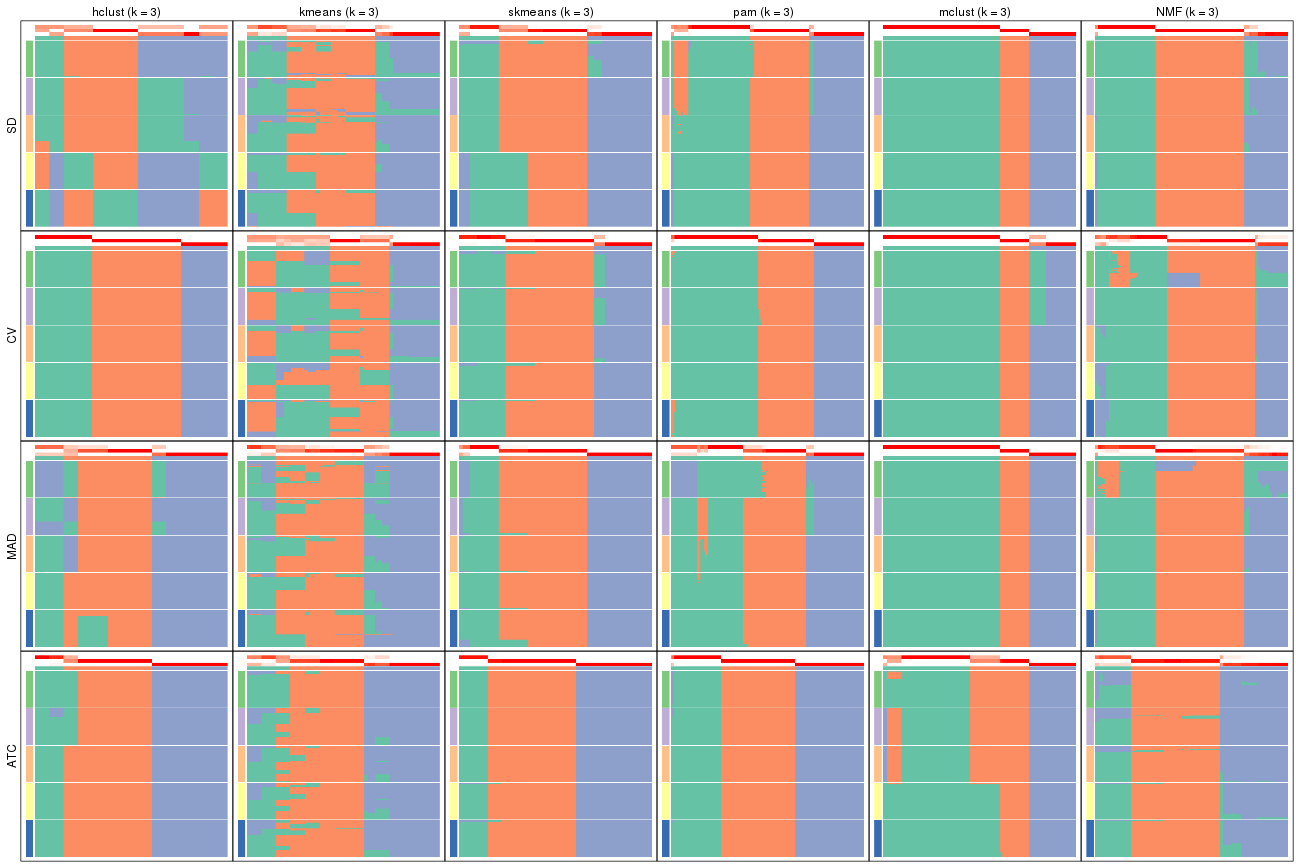 hclust (k = 3)
kmeans (k = 3)
skmeans (k = 3)
pam (k = 3)
mclust (k = 3)
NMF (k = 3)
SD
CV
MAD
ATC